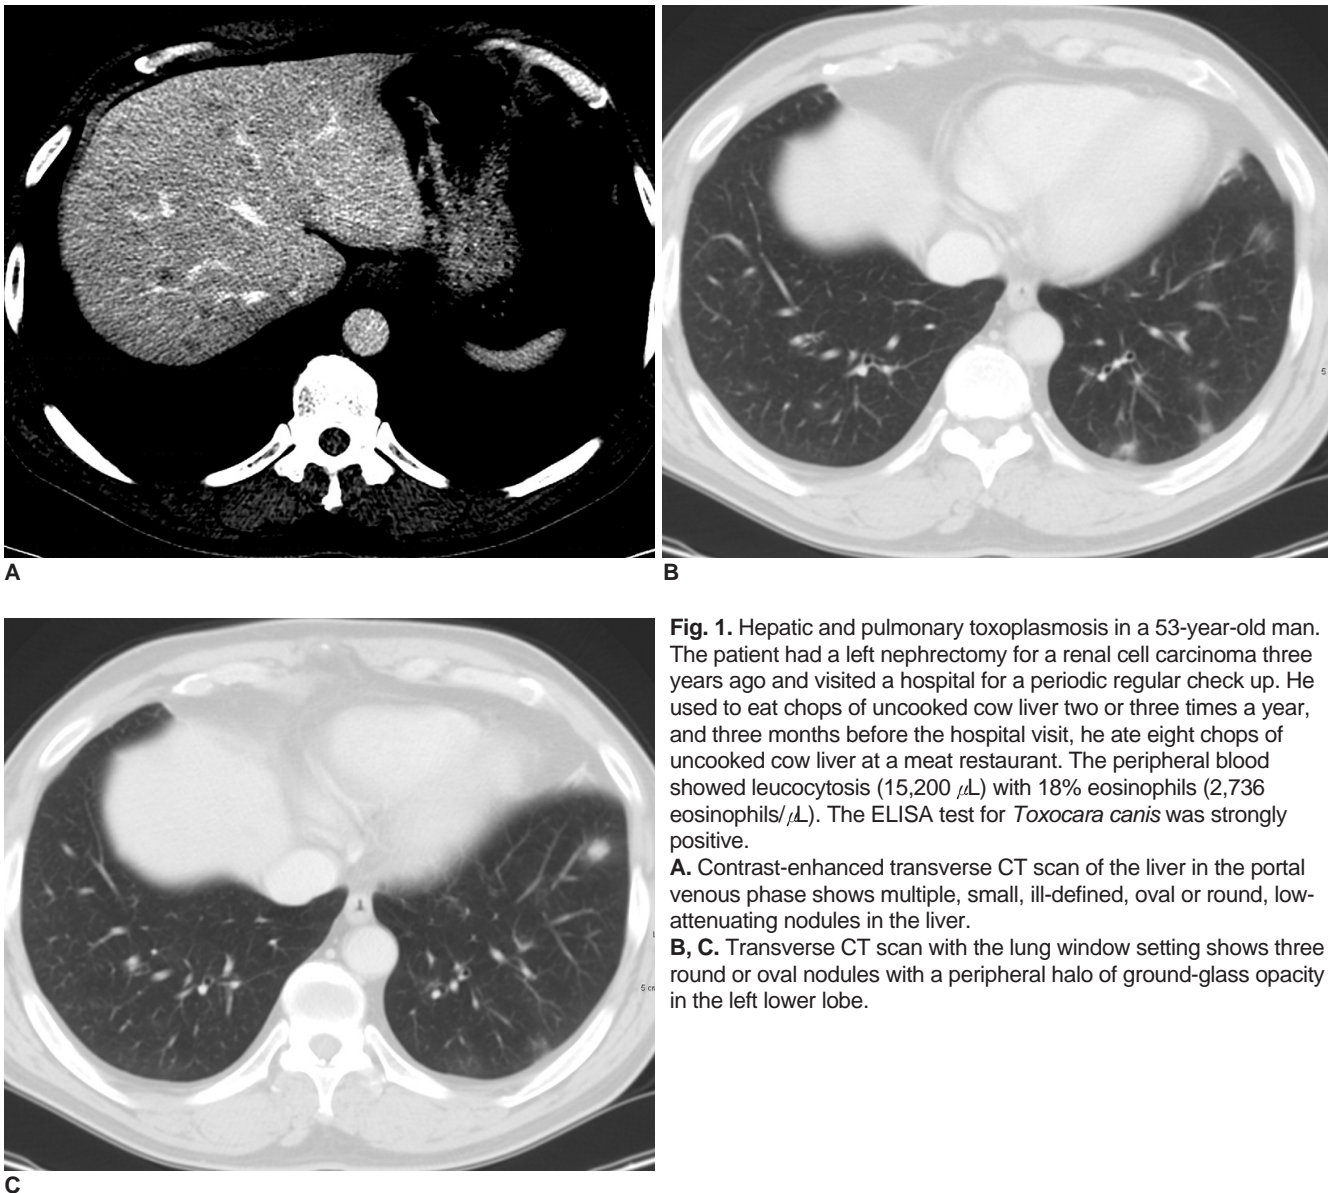 A
B
5
Fig. 1. Hepatic and pulmonary toxoplasmosis in a 53-year-old man.
The patient had a left nephrectomy for a renal cell carcinoma three
years ago and visited a hospital for a periodic regular check up. He
used to eat chops of uncooked cow liver two or three times a year,
and three months before the hospital visit, he ate eight chops of
uncooked cow liver at a meat restaurant. The peripheral blood
showed leucocytosis (15,200 μL) with 18% eosinophils (2,736
eosinophils/μL). The ELISA test for Toxocara canis was strongly
positive.
A. Contrast-enhanced transverse CT scan of the liver in the portal
venous phase shows multiple, small, ill-defined, oval or round, low-
attenuating nodules in the liver.
B, C. Transverse CT scan with the lung window setting shows three
round or oval nodules with a peripheral halo of ground-glass opacity
in the left lower lobe.
5 cm
C